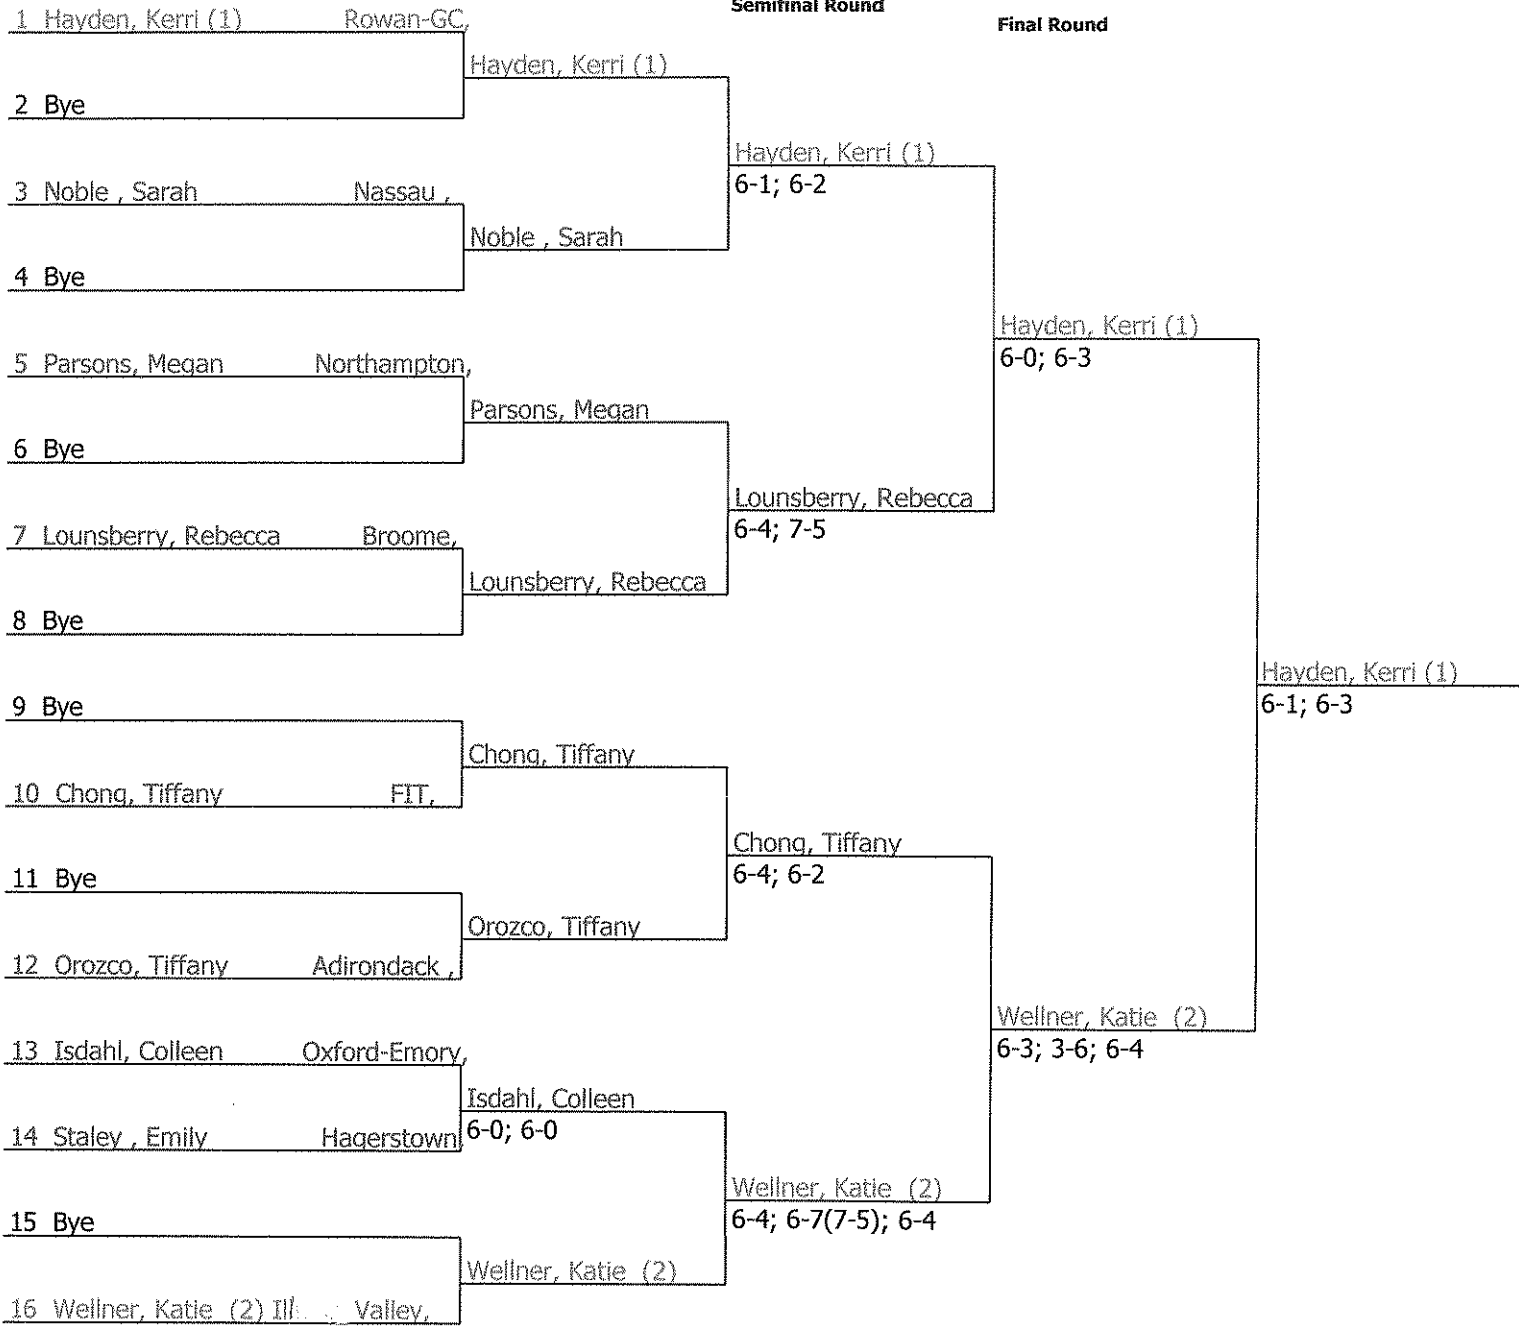 Semifinal Round
Final Round
1 Hayden, Kerri (1) Rowan-GC,
Hayden, Kerri (1)
2 Bye
Hayden, Kerri (1)
6-1; 6-2
3 Noble , Sarah Nassau ,
Noble , Sarah
4 Bye
Hayden, Kerri (1)
6-0; 6-3
5 Parsons, Megan Northampton,
Parsons, Megan
6 Bye
Lounsberry, Rebecca
6-4; 7-5
7 Lounsberry, Rebecca Broome,
Lounsberry, Rebecca
8 Bye
Hayden, Kerri (1)
6-1; 6-3
9 Bye
Chong, Tiffany
10 Chong, Tiffany FIT,
Chong, Tiffany
6-4; 6-2
11 Bye
Orozco, Tiffany
12 Orozco, Tiffany Adirondack ,
Wellner, Katie (2)
6-3; 3-6; 6-4
13 Isdahl, Colleen Oxford-Emory,
Isdahl, Colleen
6-0; 6-0
14 Staley , Emily Hagerstown
Wellner, Katie (2)
6-4; 6-7(7-5); 6-4
15 Bye
Wellner, Katie (2)
16 Wellner, Katie (2) Valley,